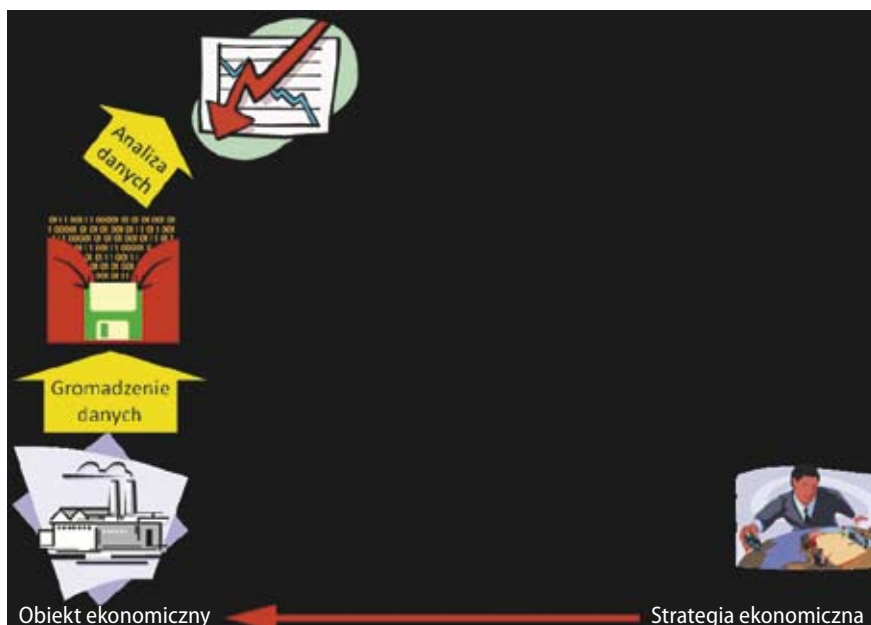 Analiza
danych
Gromadzenie
danych
Obiekt ekonomiczny
Strategia ekonomiczna